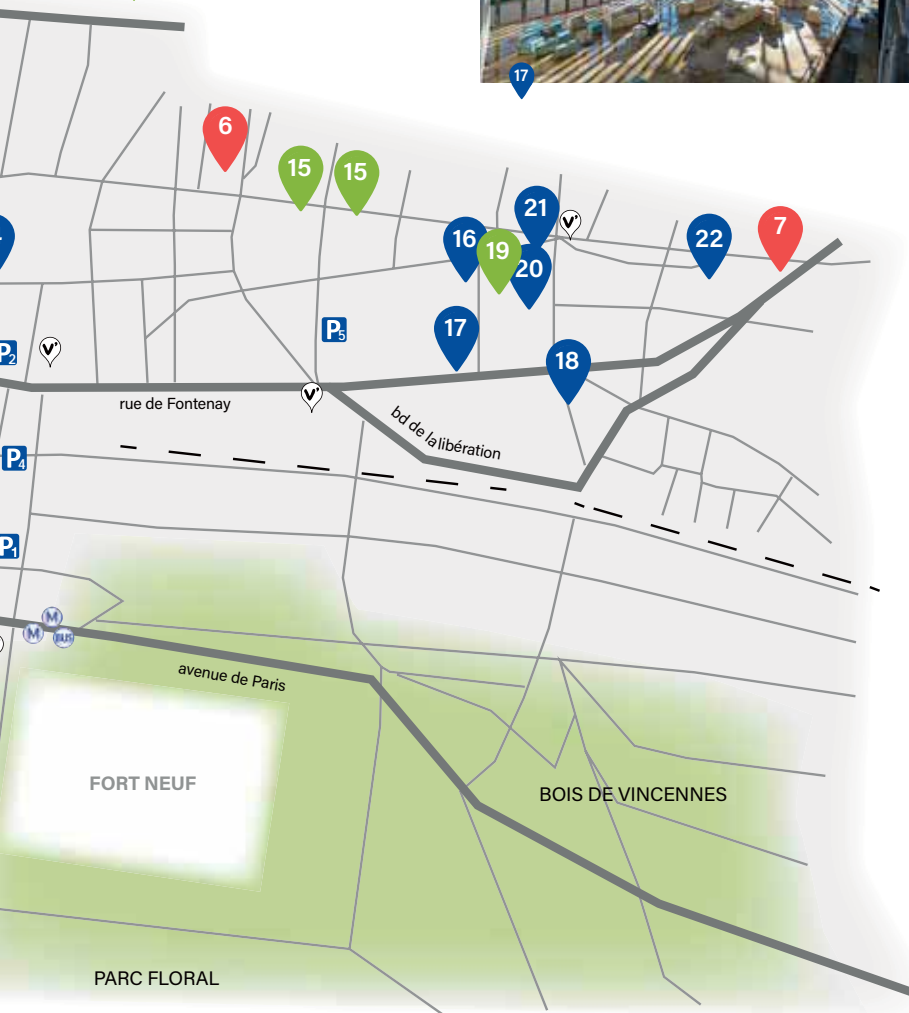 17
6
15
15
21
V'
16
19
20
22
7
P5
17
18
P2
V'
V'
rue de Fontenay
bd de la libération
P4
P1
M
M
BUS
avenue de Paris
FORT NEUF
BOIS DE VINCENNES
PARC FLORAL